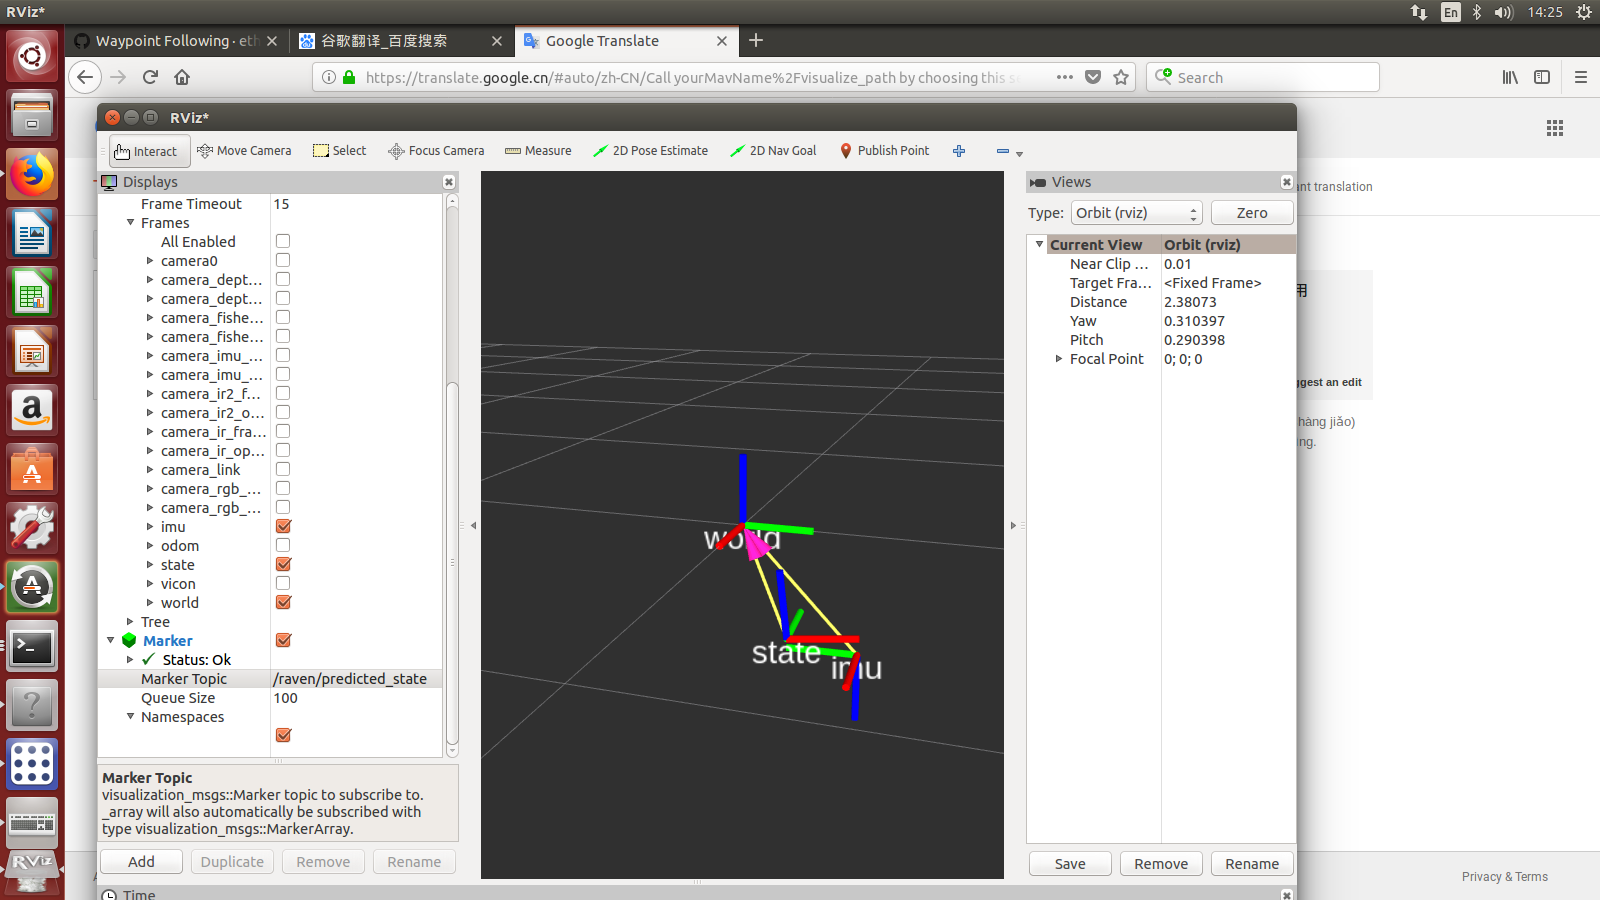 RViz*
En
14:25
Waypoint Following · eth
谷歌翻译_百度搜索
Google Translate
https://translate.google.cn/#auto/zh-CN/Call yourMavName%2Fvisualize_path by choosing this se
Search
RViz*
Interact
Move Camera
Select
Focus Camera
Measure
2D Pose Estimate
2D Nav Goal
Publish Point
Displays
Frame Timeout 15
Frames
All Enabled
camera0
camera_dept...
camera_dept...
camera_fishe...
camera_fishe...
camera_imu_...
camera_imu_...
camera_ir2_f...
camera_ir2_o...
camera_ir_fra...
camera_ir_op...
camera_link
camera_rgb_...
camera_rgb_...
imu
odom
state
vicon
world
Tree
Marker
Status: Ok
Marker Topic /raven/predicted_state
Queue Size 100
Namespaces
Marker Topic
visualization_msgs::Marker topic to subscribe to.
_array will also automatically be subscribed with
type visualization_msgs::MarkerArray.
Add
Duplicate
Remove
Rename
Time
world
state
imu
Views
Type: Orbit (rviz) Zero
Current View Orbit (rviz)
Near Clip ... 0.01
Target Fra... <Fixed Frame>
Distance 2.38073
Yaw 0.310397
Pitch 0.290398
Focal Point 0; 0; 0
Save
Remove
Rename
ant translation
用
ggest an edit
hàng jiǎo)
ing.
Privacy & Terms
RViz